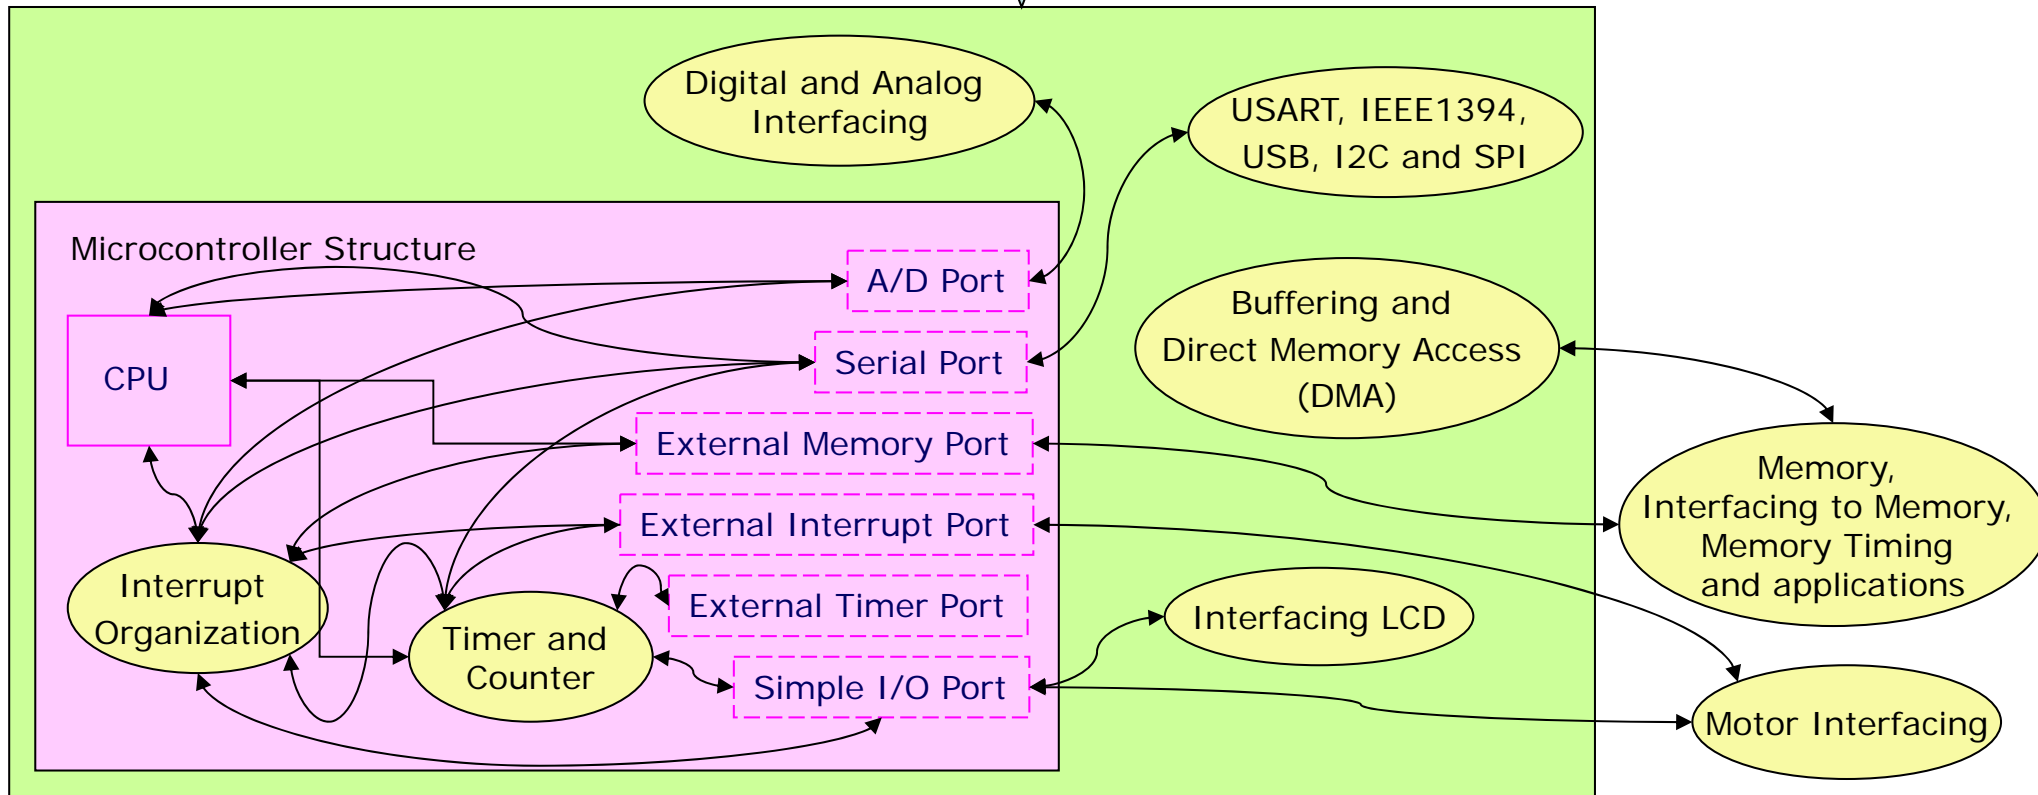 Digital and Analog
Interfacing
USART, IEEE1394,
USB, I2C and SPI
Microcontroller Structure
A/D Port
Buffering and
Direct Memory Access
(DMA)
CPU
Serial Port
External Memory Port
Memory,
Interfacing to Memory,
Memory Timing
and applications
External Interrupt Port
Interrupt
Organization
External Timer Port
Interfacing LCD
Timer and
Counter
Simple I/O Port
Motor Interfacing